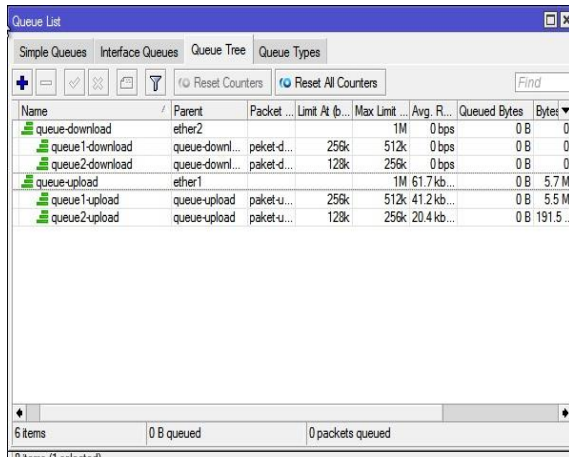 Queue List
Simple Queues Interface Queues Queue Tree Queue Types
Reset Counters Reset All Counters Find
Name Parent Packet ... Limit At (b... Max Limit ... Avg. R... Queued Bytes Bytes
queue-download ether2 1M 0 bps 0 B 0
queue1-download queue-downl... peket-d... 256k 512k 0 bps 0 B 0
queue2-download queue-downl... paket-d... 128k 256k 0 bps 0 B 0
queue-upload ether1 1M 61.7 kb... 0 B 5.7 M
queue1-upload queue-upload paket-u... 256k 512k 41.2 kb... 0 B 5.5 M
queue2-upload queue-upload paket-u... 128k 256k 20.4 kb... 0 B 191.5 ...
6 items 0 B queued 0 packets queued
items (1 selected)